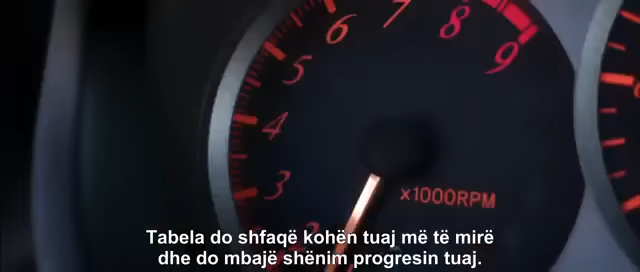 6
7
8
9
5
4
3
x1000RPM
Tabela do shfaqë kohën tuaj më të mirë
dhe do mbajë shënim progresin tuaj.